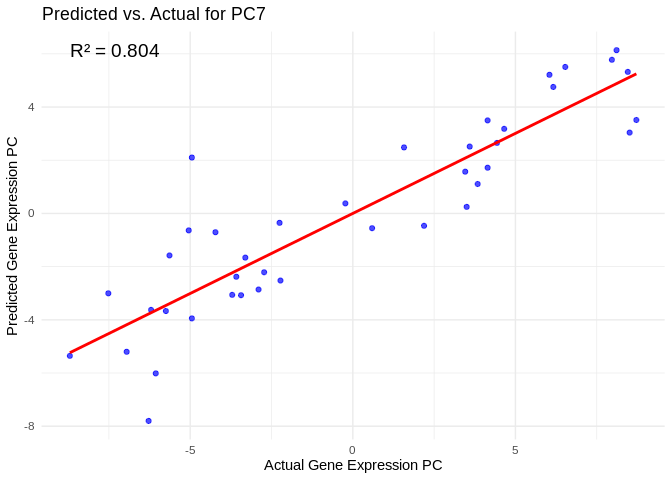 Predicted vs. Actual for PC7
R² = 0.804
Predicted Gene Expression PC
4
0
-4
-8
-5
0
5
Actual Gene Expression PC